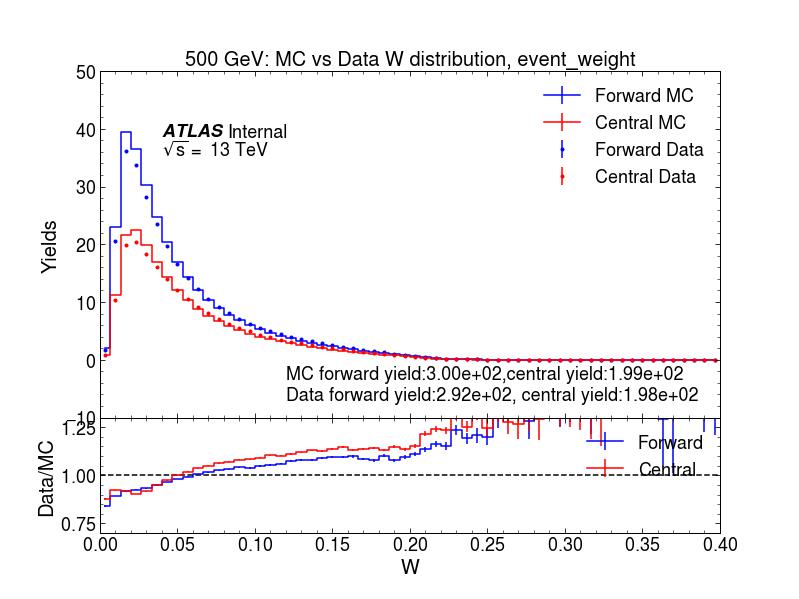 500 GeV: MC vs Data W distribution, event_weight
50
40
30
20
10
0
−10
Yields
ATLAS Internal
√s = 13 TeV
Forward MC
Central MC
Forward Data
Central Data
MC forward yield:3.00e+02,central yield:1.99e+02
Data forward yield:2.92e+02, central yield:1.98e+02
1.25
1.00
0.75
Data/MC
Forward
Central
0.00 0.05 0.10 0.15 0.20 0.25 0.30 0.35 0.40
W